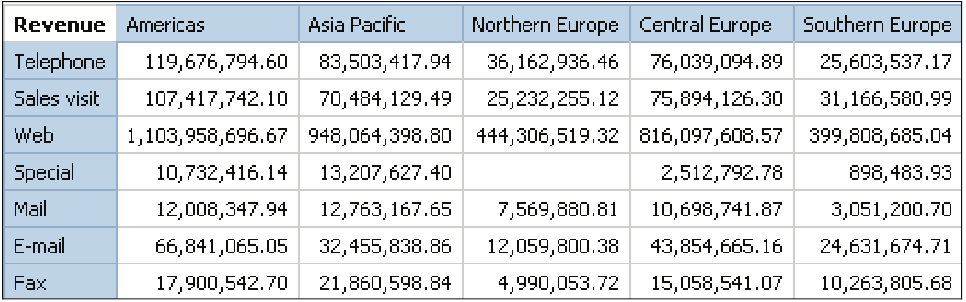 Revenue Americas Asia Pacific Northern Europe Central Europe Southern Europe
Telephone 119,676,794.60 83,503,417.94 36,162,936.46 76,039,094.89 25,603,537.17
Sales visit 107,417,742.10 70,484,129.49 25,232,255.12 75,894,126.30 31,166,580.99
Web 1,103,958,696.67 948,064,398.80 444,306,519.32 816,097,608.57 399,808,685.04
Special 10,732,416.14 13,207,627.40 2,512,792.78 898,483.93
Mail 12,008,347.94 12,763,167.65 7,569,880.81 10,698,741.87 3,051,200.70
E-mail 66,841,065.05 32,455,838.86 12,059,800.38 43,854,665.16 24,631,674.71
Fax 17,900,542.70 21,860,598.84 4,990,053.72 15,058,541.07 10,263,805.68